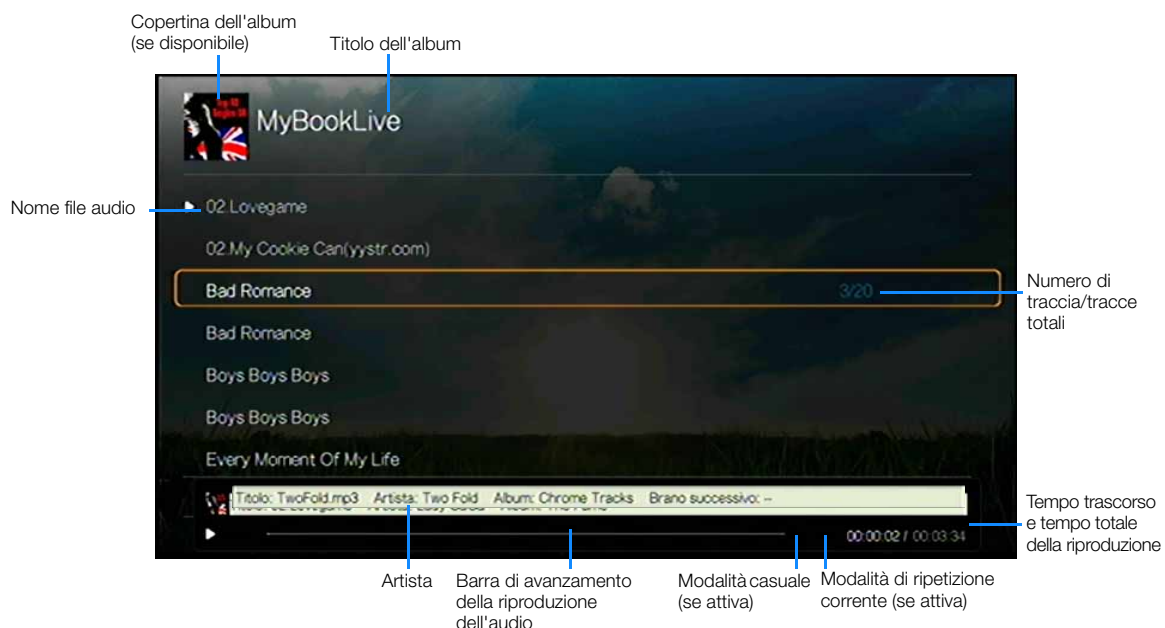 Copertina dell'album
(se disponibile)
Titolo dell'album
MyBookLive
Nome file audio
02.Lovegame
02.My Cookie Can(yystr.com)
Bad Romance
3/20
Numero di
traccia/tracce
totali
Bad Romance
Boys Boys Boys
Boys Boys Boys
Every Moment Of My Life
Titolo: TwoFold.mp3 Artista: Two Fold Album: Chrome Tracks Brano successivo: --
00:00:02 / 00:03:34
Tempo trascorso
e tempo totale
della riproduzione
Artista
Barra di avanzamento
della riproduzione
dell'audio
Modalità casuale
(se attiva)
Modalità di ripetizione
corrente (se attiva)